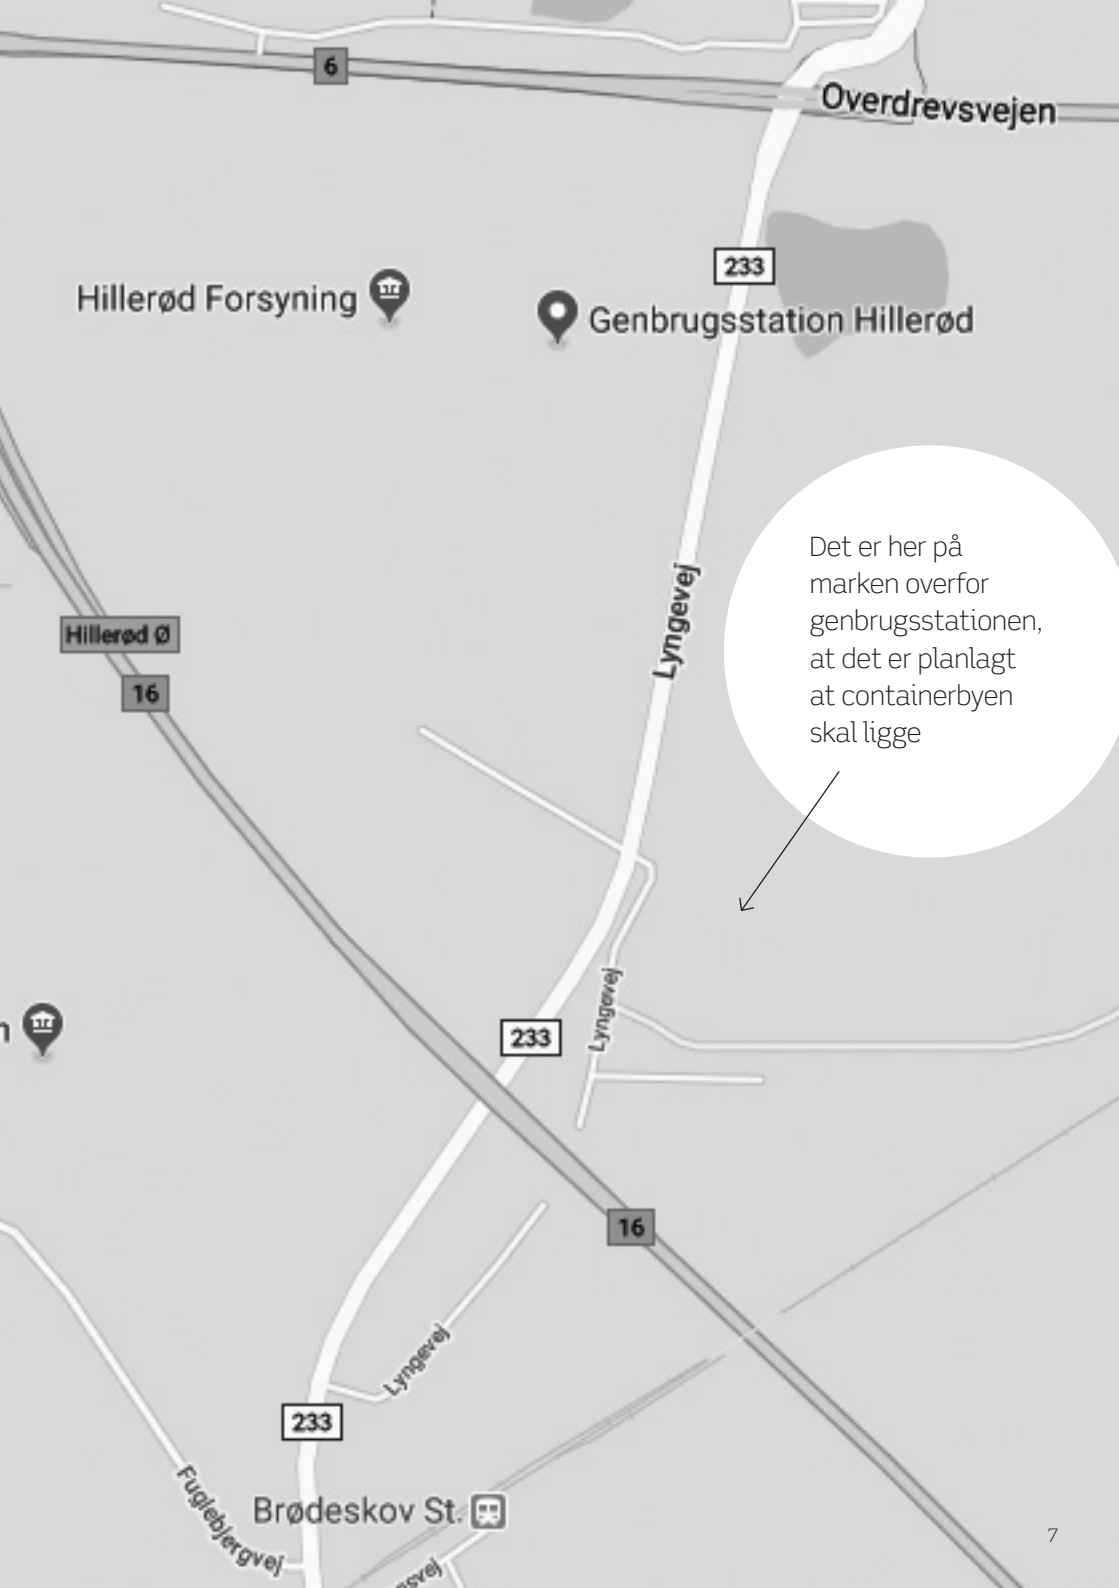 6
Overdrevsvejen
233
Hillerød Forsyning
Genbrugsstation Hillerød
Det er her på
marken overfor
genbrugsstationen,
at det er planlagt
at containerbyen
skal ligge
Lyngevej
Hillerød Ø
16
Lyngevej
233
16
Lyngevej
233
Fuglebjergvej
Brødeskov St.
7